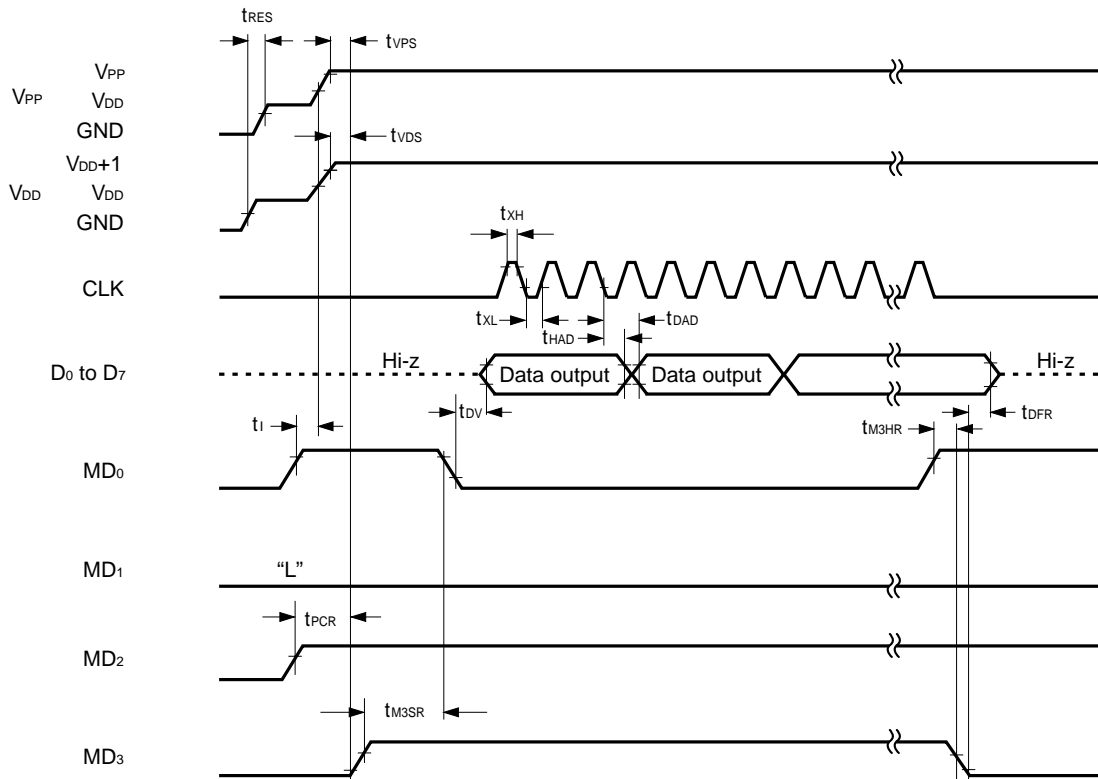 tRES
tVPS
VPP
VPP VDD
GND
tVDS
VDD+1
VDD VDD
GND
tXH
CLK
tXL
tDAD
tHAD
Hi-z
Hi-z
D0 to D7
Data output
Data output
tDV
tDFR
tI
tM3HR
MD0
MD1
“L”
tPCR
MD2
tM3SR
MD3